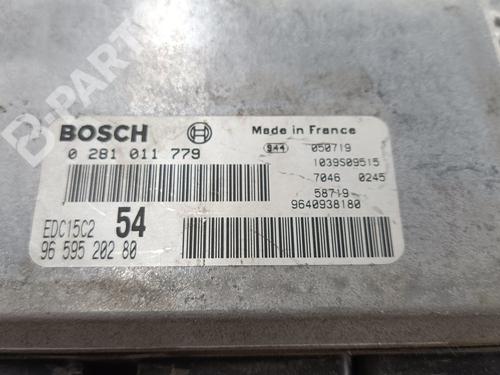 B-PARTS
BOSCH
Made in France
0 281 011 779
944 050719
1039S09515
7046 0245
58719
9640938180
EDC15C2 54
96 595 202 80